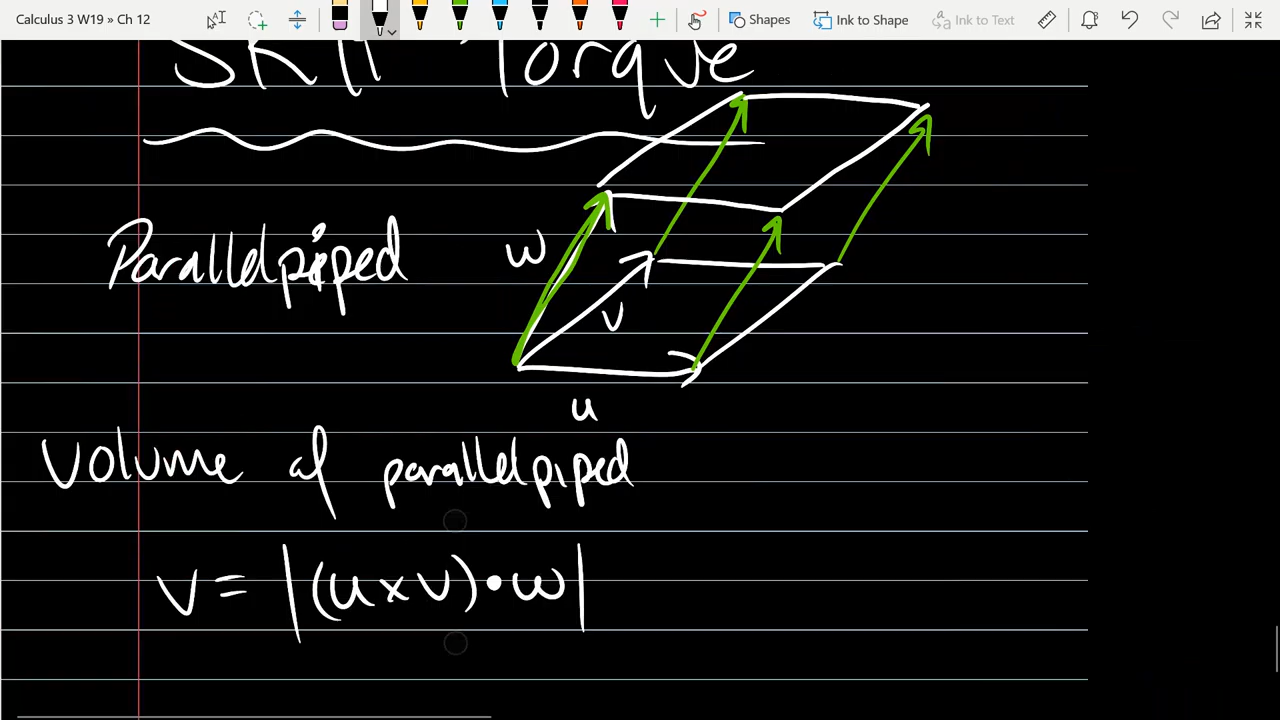 Calculus 3 W19 » Ch 12
Shapes
Ink to Shape
Ink to Text
Skill Torque
Parallelpiped
w
v
u
Volume of parallelpiped
V = |(u×v)•w|